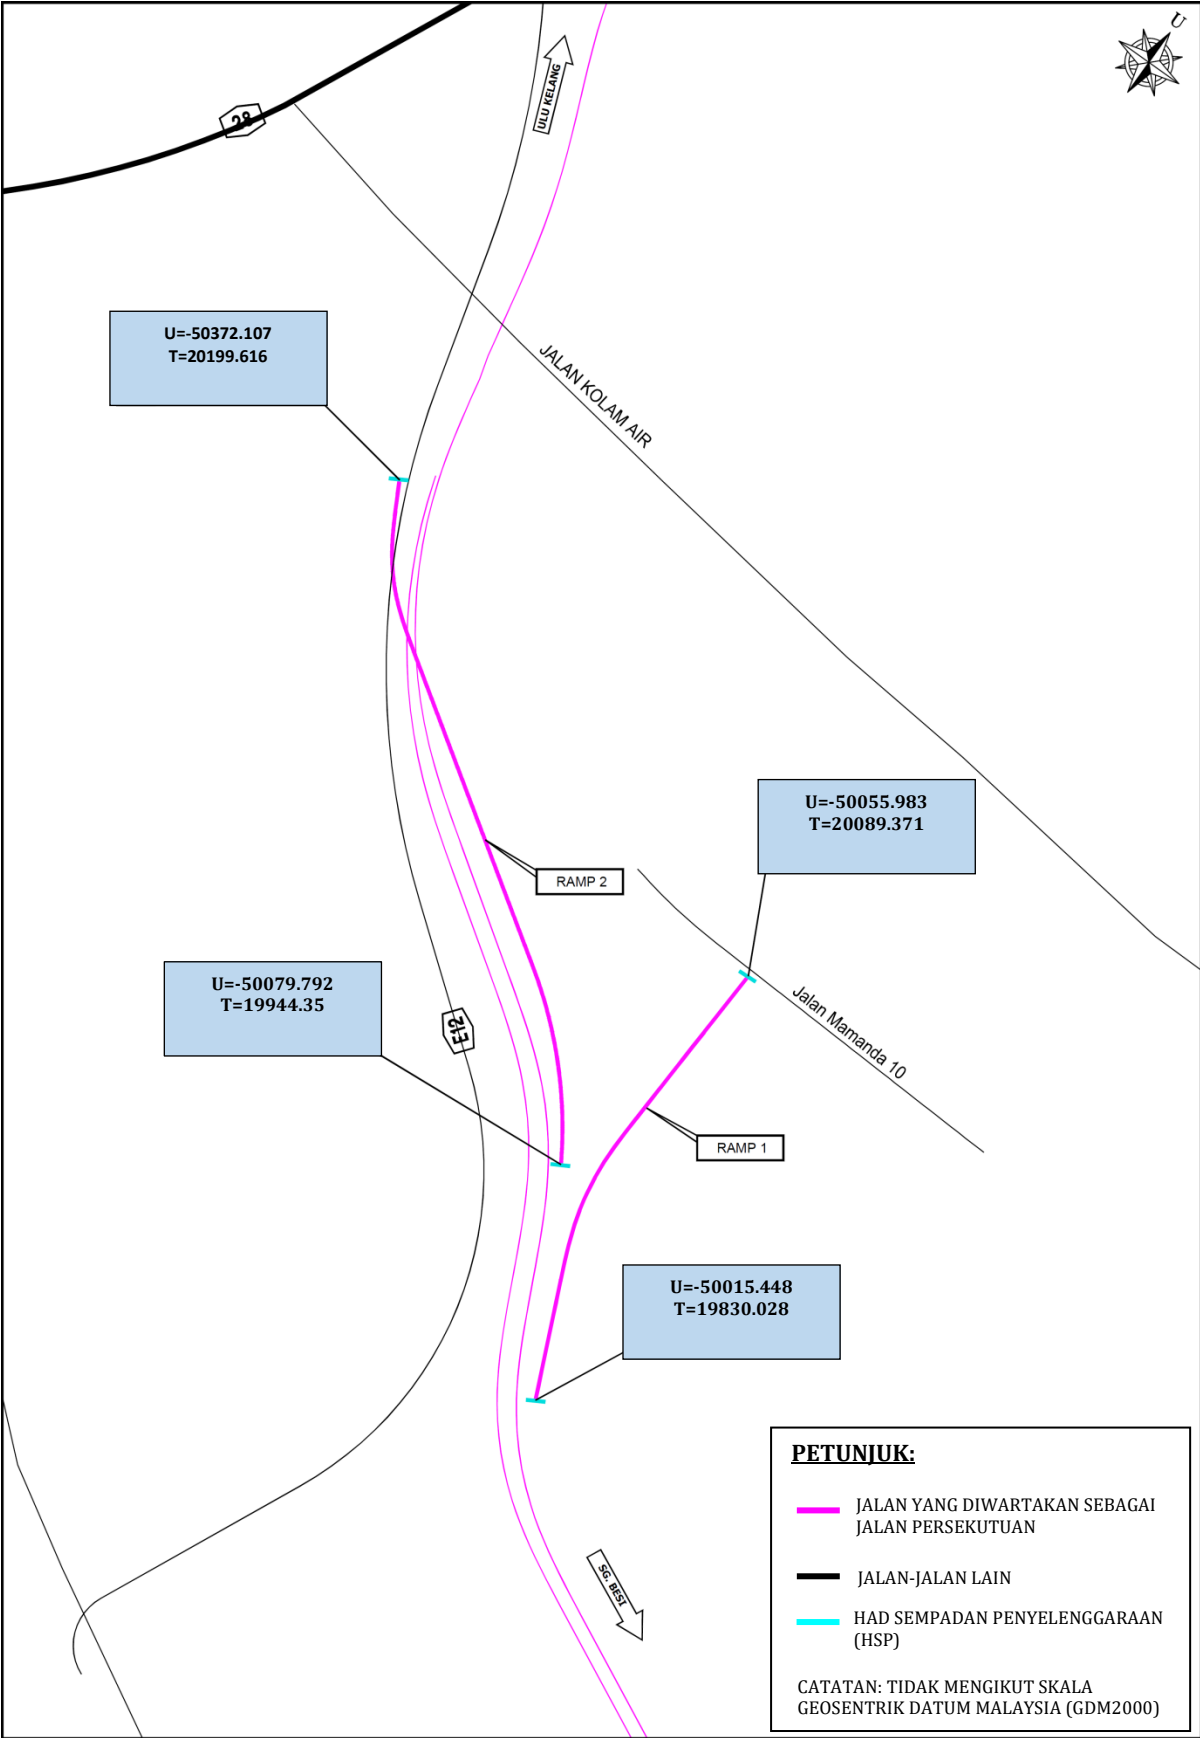 U
28
ULU KELANG
U=-50372.107
T=20199.616
JALAN KOLAM AIR
U=-50055.983
T=20089.371
RAMP 2
U=-50079.792
T=19944.35
E12
Jalan Mamanda 10
RAMP 1
U=-50015.448
T=19830.028
SG. BESI
PETUNJUK:
JALAN YANG DIWARTAKAN SEBAGAI
JALAN PERSEKUTUAN
JALAN-JALAN LAIN
HAD SEMPADAN PENYELENGGARAAN
(HSP)
CATATAN: TIDAK MENGIKUT SKALA
GEOSENTRIK DATUM MALAYSIA (GDM2000)